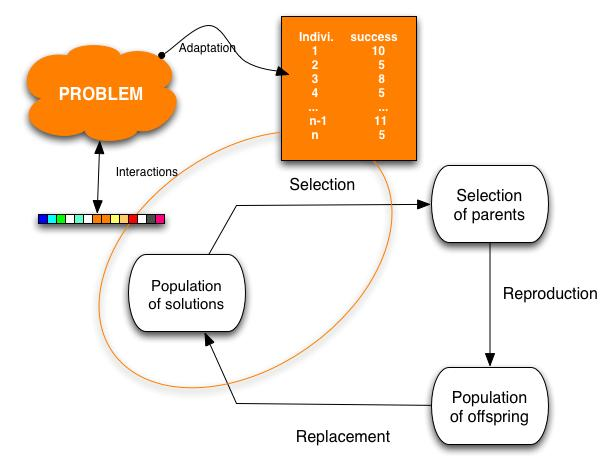 Adaptation
PROBLEM
Indivi. success
1 10
2 5
3 8
4 5
... ...
n-1 11
n 5
Interactions
Selection
Selection
of parents
Population
of solutions
Reproduction
Population
of offspring
Replacement